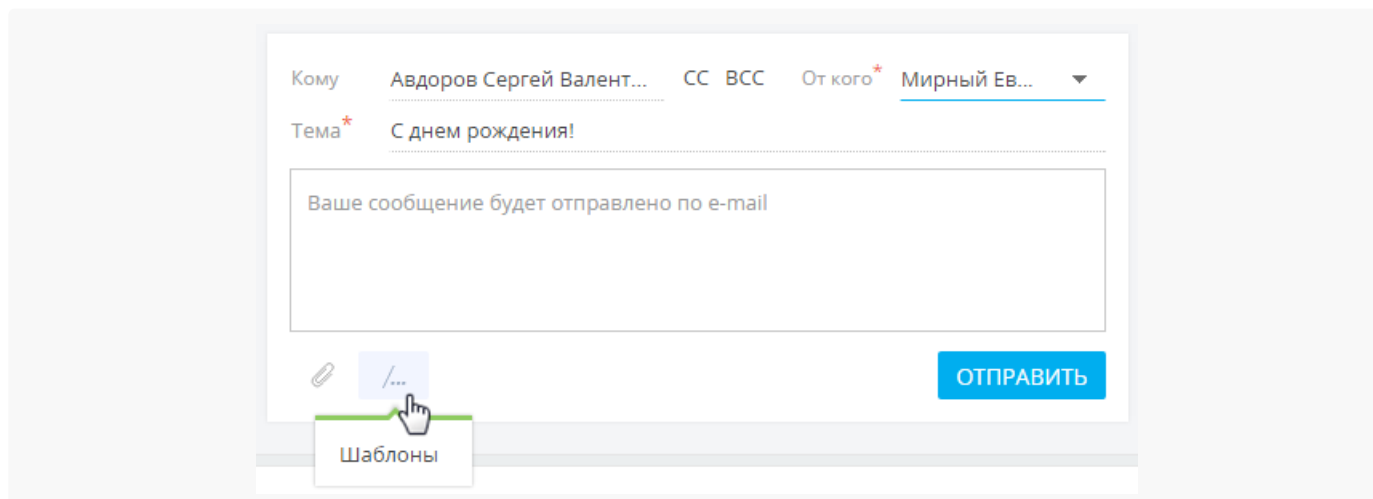 Кому Авдоров Сергей Валент... CC BCC От кого* Мирный Ев...
Тема* С днем рождения!
Ваше сообщение будет отправлено по e-mail
/... ОТПРАВИТЬ
Шаблоны